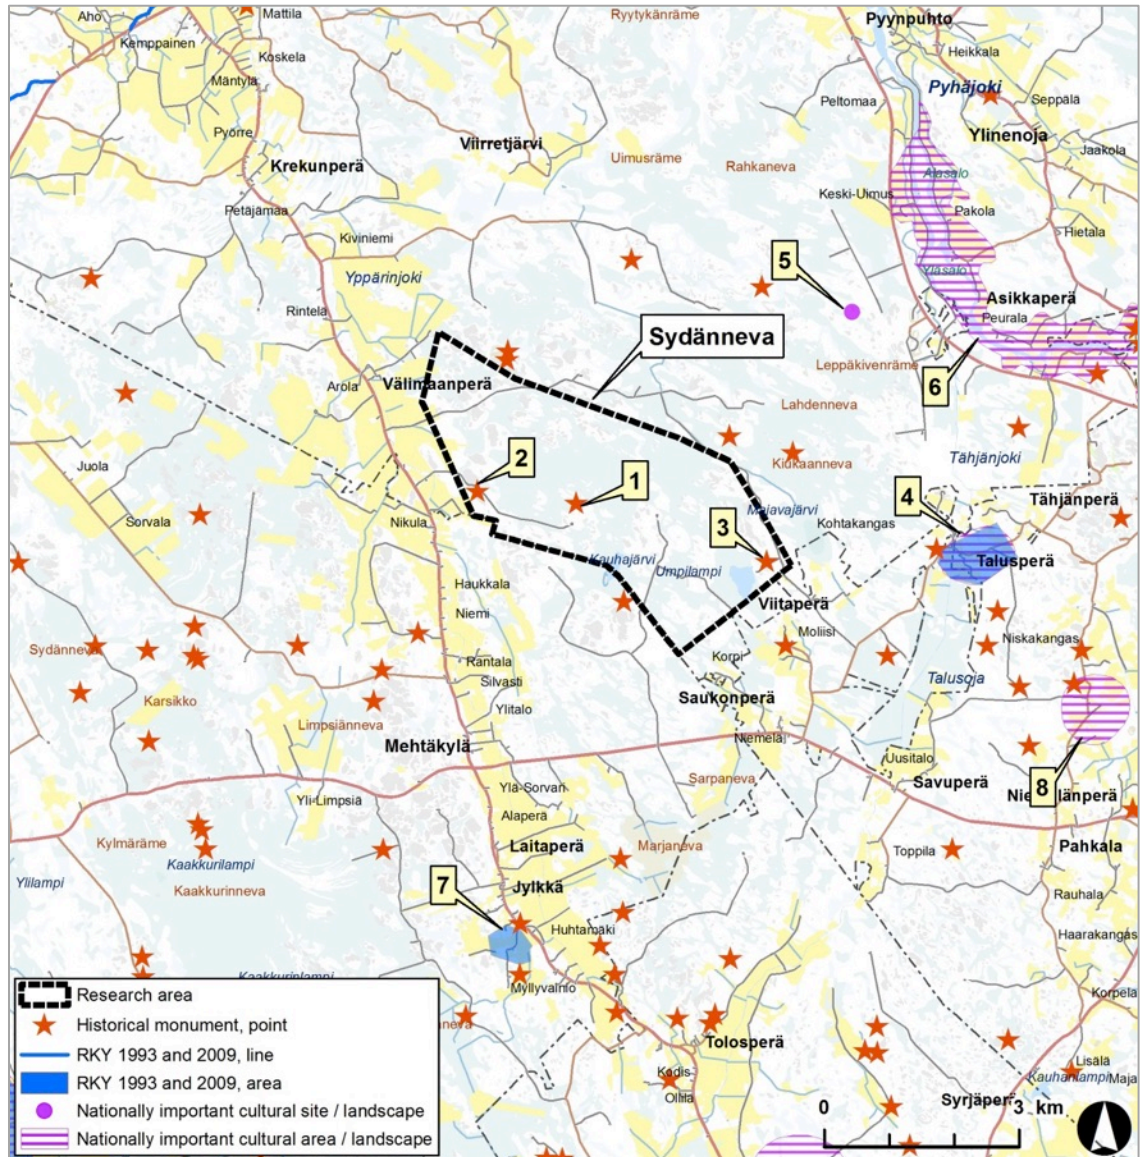 Aho
Mattila
Ryytykänräme
Pyynpuhto
Kemppainen
Koskela
Heikkala
Mäntylä
Peltomaa
Pyhäjoki
Seppälä
Pyörre
Viirretjärvi
Ylinenoja
Jaakola
Krekunperä
Uimusräme
Rahkaneva
Alasalo
Keski-Uimus
Petäjämaa
Pakola
Hietala
Kiviniemi
Yppärinjoki
5
Yläsalo
Asikkaperä
Rintela
Peurala
Sydänneva
Leppäkivenräme
6
Arola
Välimaanperä
Lahdenneva
Juola
2
Kiukaanneva
Tähjänjoki
1
4
Tähjänperä
Sorvala
Nikula
3
Majavajärvi
Kohtakangas
Kauhajärvi
Umpilampi
Talusperä
Haukkala
Niemi
Viitaperä
Moliisi
Niskakangas
Sydänneva
Rantala
Korpi
Silvasti
Talusoja
Karsikko
Limpsiänneva
Ylitalo
Saukonperä
Mehtäkylä
Niemelä
Uusitalo
Sarpaneva
Savuperä
8
Yli-Limpsiä
Ylä-Sorvari
Alaperä
Kylmäräme
Laitaperä
Marjaneva
Toppila
Pahkala
Kaakkurilampi
Ylilampi
Kaakkurinneva
7
Jylkkä
Rauhala
Huhtamäki
Haarakangas
Kaakkurinlampi
Myllyvainio
Korpela
Tolosperä
Lisälä
Kodis
Kauhanlampi
Maja
Ollila
Syrjäperä
Research area
Historical monument, point
RKY 1993 and 2009, line
RKY 1993 and 2009, area
Nationally important cultural site / landscape
Nationally important cultural area / landscape
0 3 km